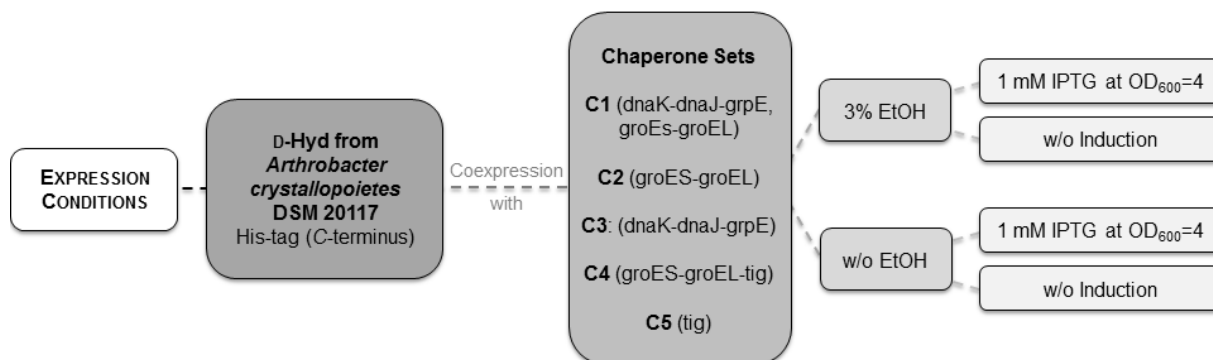 EXPRESSION
CONDITIONS
D-Hyd from
Arthrobacter
crystallopoietes
DSM 20117
His-tag (C-terminus)
Coexpression
with
Chaperone Sets
C1 (dnaK-dnaJ-grpE,
groEs-groEL)
C2 (groES-groEL)
C3: (dnaK-dnaJ-grpE)
C4 (groES-groEL-tig)
C5 (tig)
3% EtOH
1 mM IPTG at OD600=4
w/o Induction
w/o EtOH
1 mM IPTG at OD600=4
w/o Induction